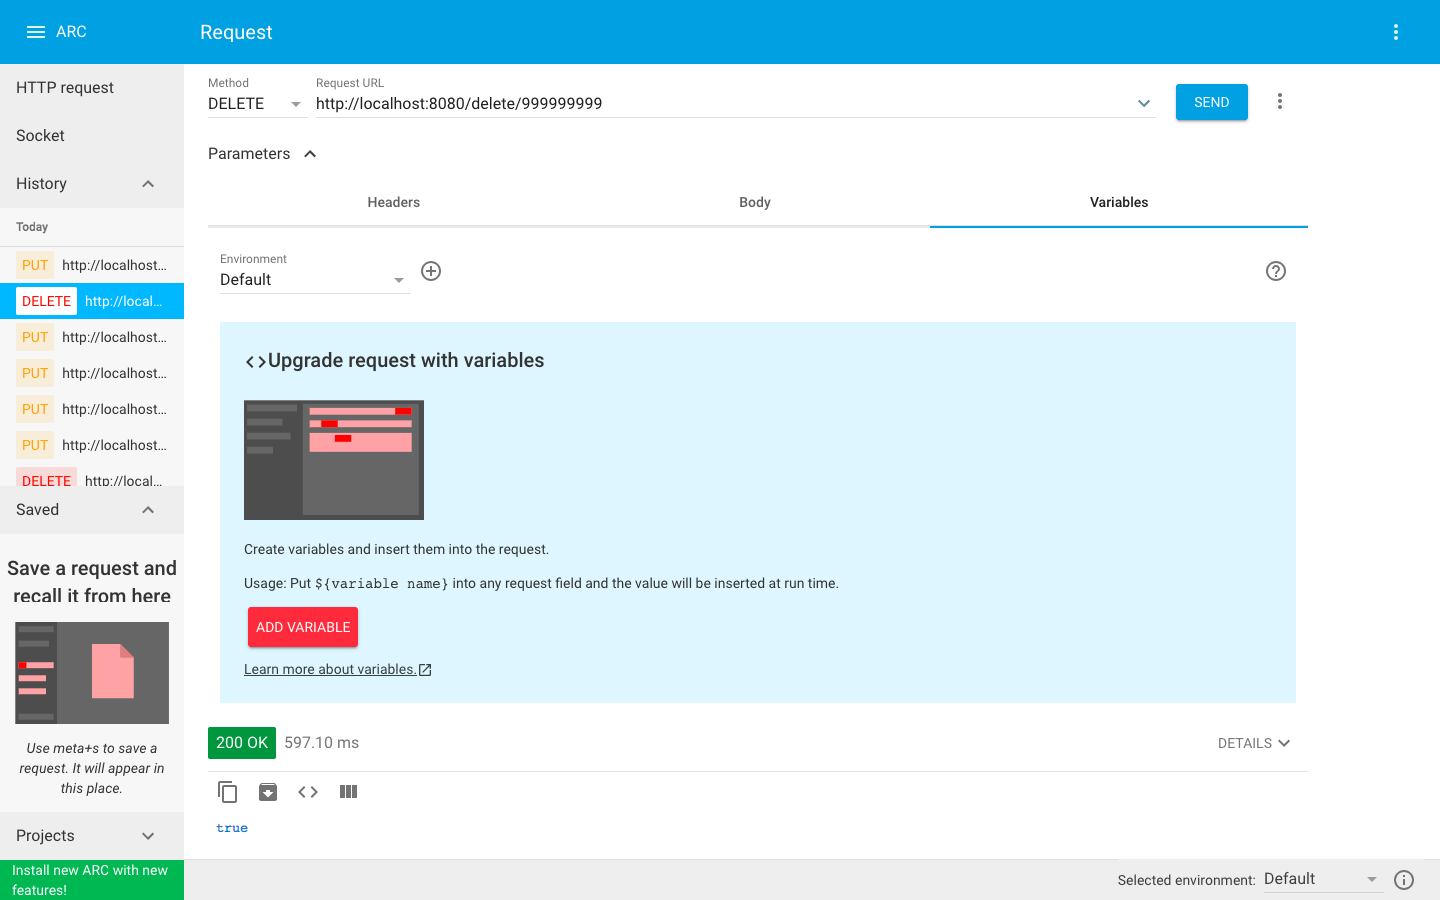 ARC
Request
HTTP request
Socket
History
Today
PUT http://localhost...
DELETE http://local...
PUT http://localhost...
PUT http://localhost...
PUT http://localhost...
PUT http://localhost...
DELETE http://local...
Saved
Save a request and
recall it from here
Use meta+s to save a
request. It will appear in
this place.
Projects
Install new ARC with new
features!
Method
DELETE
Request URL
http://localhost:8080/delete/999999999
SEND
Parameters
Headers
Body
Variables
Environment
Default
Upgrade request with variables
Create variables and insert them into the request.
Usage: Put ${variable name} into any request field and the value will be inserted at run time.
ADD VARIABLE
Learn more about variables.
200 OK 597.10 ms
DETAILS
true
Selected environment: Default